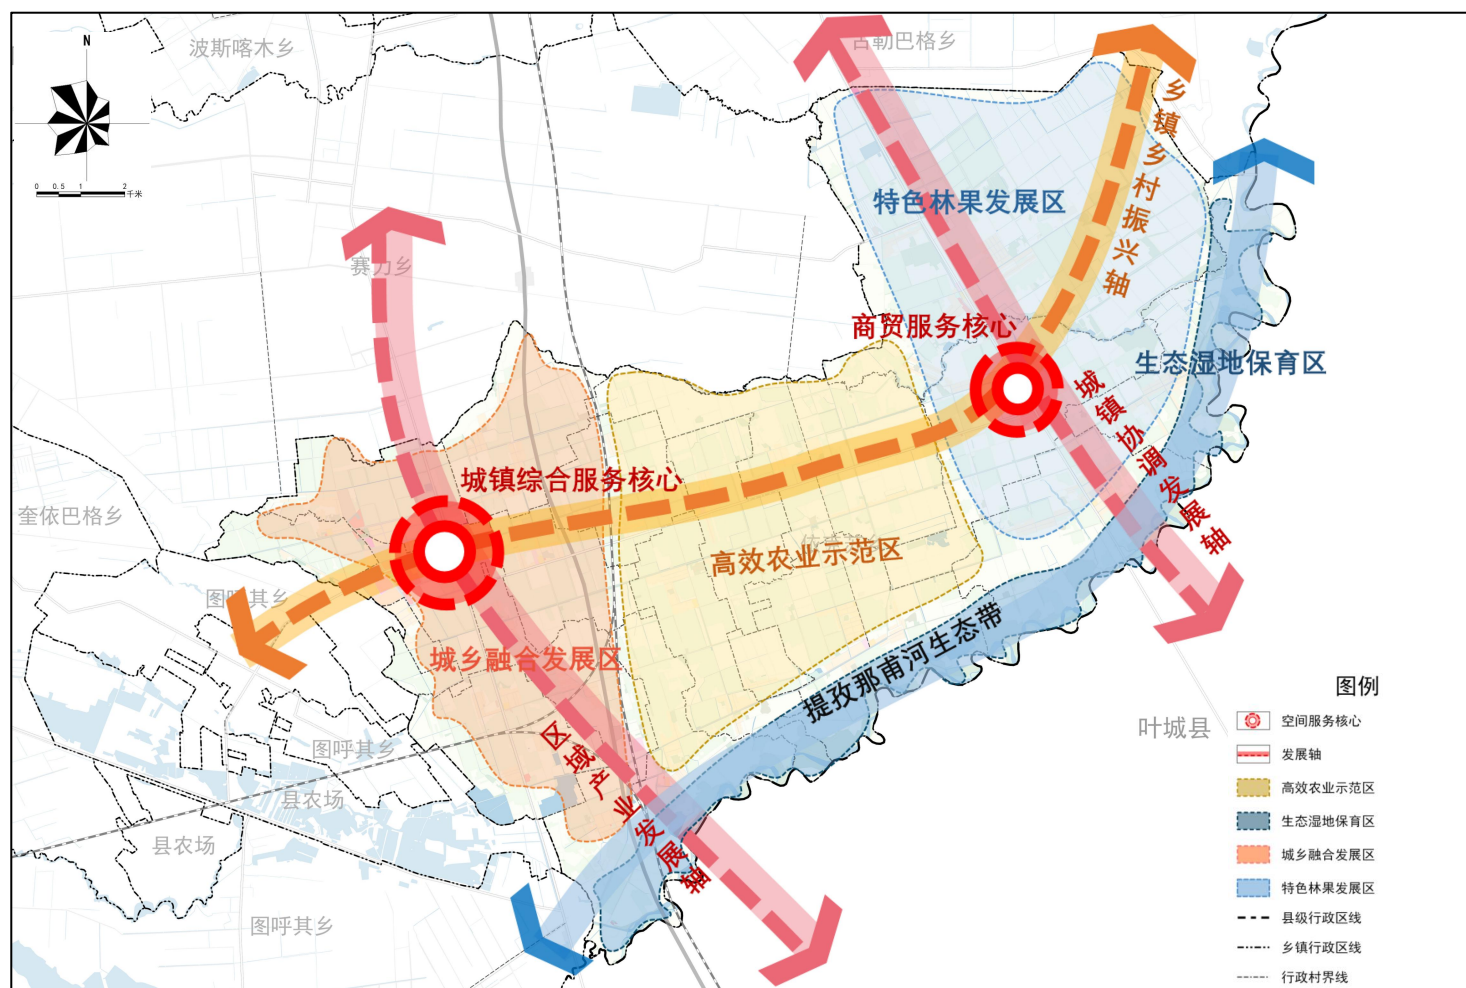 波斯喀木乡
古勒巴格乡
N
0 0.5 1 2
千米
乡镇乡村振兴轴
特色林果发展区
赛力乡
商贸服务核心
生态湿地保育区
城镇协调发展轴
城镇综合服务核心
奎依巴格乡
高效农业示范区
图呼其乡
提孜那甫河生态带
城乡融合发展区
区域产业发展轴
叶城县
图呼其乡
县农场
县农场
图呼其乡
图例
空间服务核心
发展轴
高效农业示范区
生态湿地保育区
城乡融合发展区
特色林果发展区
县级行政区线
乡镇行政区线
行政村界线